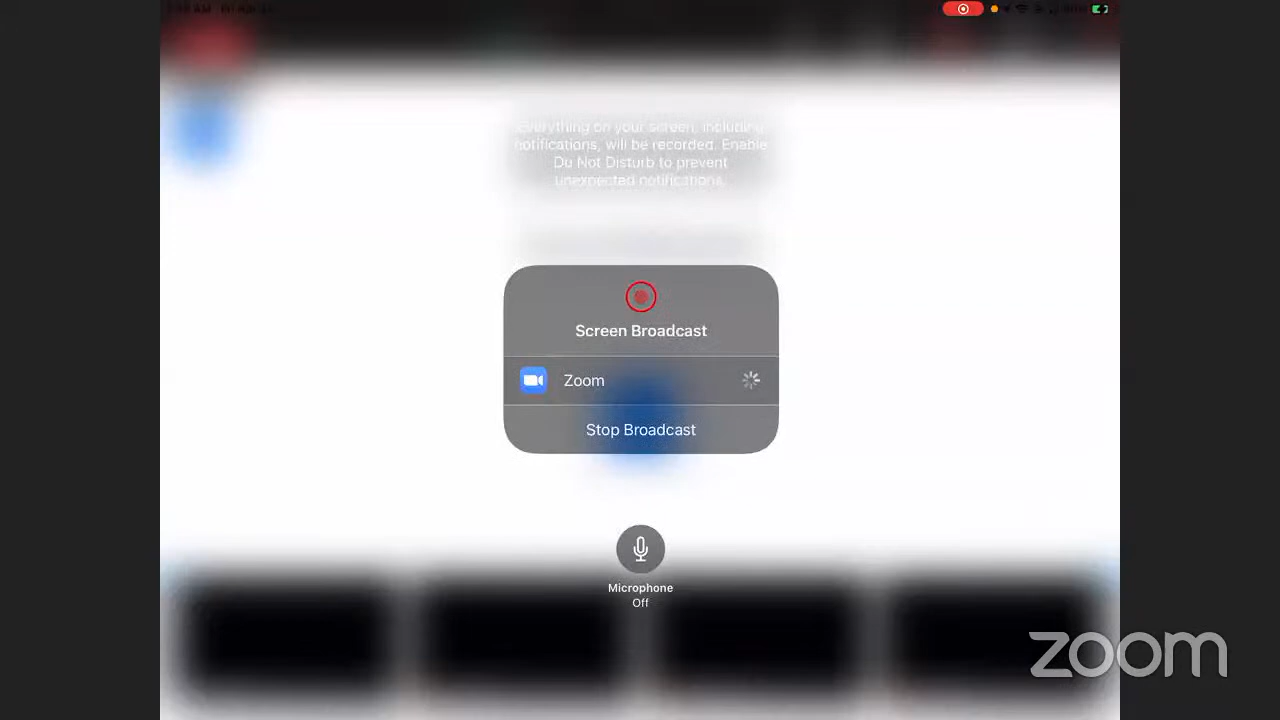 Everything on your screen, including
notifications, will be recorded. Enable
Do Not Disturb to prevent
unexpected notifications.
Screen Broadcast
Zoom
Stop Broadcast
Microphone
Off
zoom